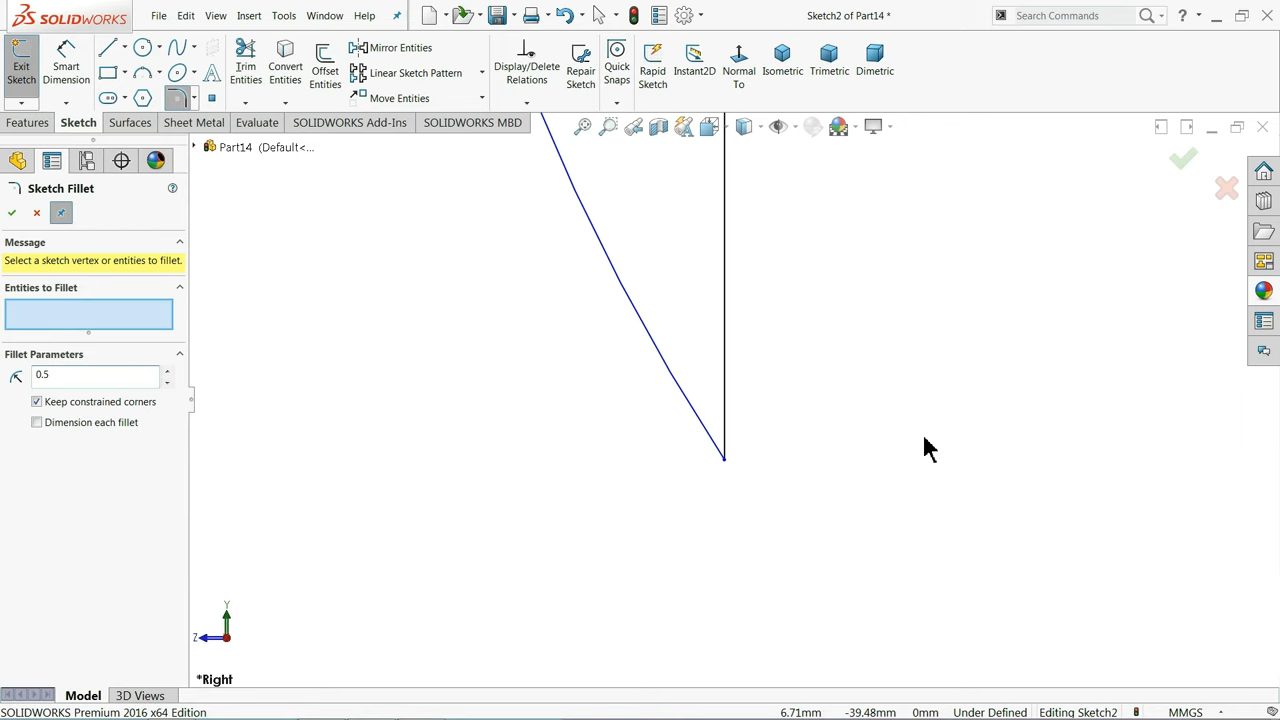 SOLIDWORKS File Edit View Insert Tools Window Help Sketch2 of Part14 * Search Commands ?
Exit Sketch Smart Dimension Trim Entities Convert Entities Offset Entities Mirror Entities Linear Sketch Pattern Move Entities Display/Delete Relations Repair Sketch Quick Snaps Rapid Sketch Instant2D Normal To Isometric Trimetric Dimetric
Features Sketch Surfaces Sheet Metal Evaluate SOLIDWORKS Add-Ins SOLIDWORKS MBD
Part14 (Default<...
Sketch Fillet
Message
Select a sketch vertex or entities to fillet.
Entities to Fillet
Fillet Parameters
0.5
Keep constrained corners
Dimension each fillet
Y
Z
*Right
Model 3D Views
SOLIDWORKS Premium 2016 x64 Edition 6.71mm -39.48mm 0mm Under Defined Editing Sketch2 MMGS